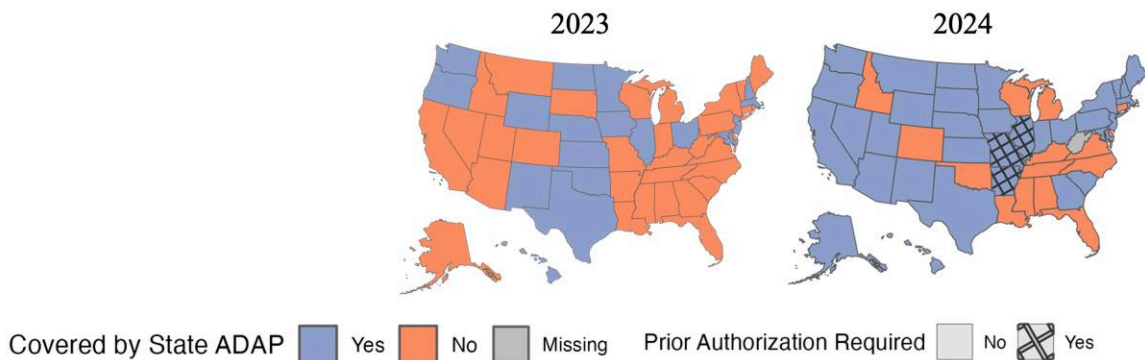 2023 2024
Covered by State ADAP Yes No Missing Prior Authorization Required No Yes